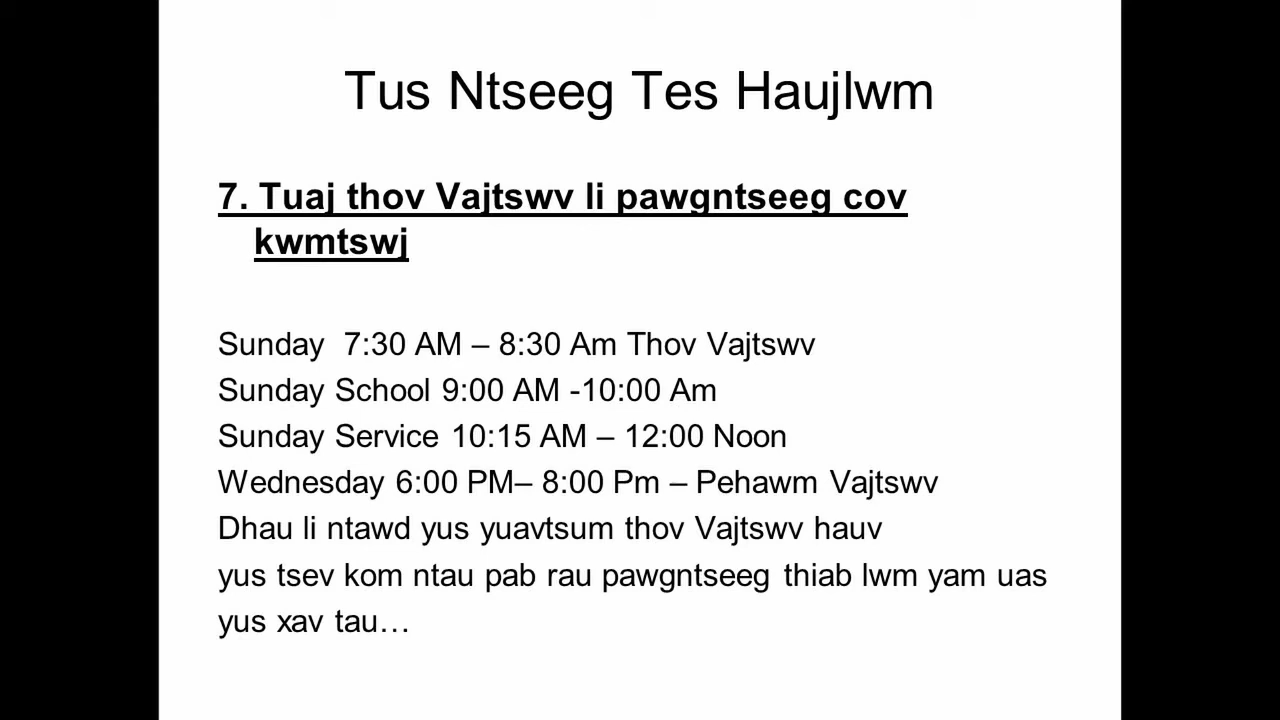 Tus Ntseeg Tes Haujlwm
7. Tuaj thov Vajtswv li pawgntseeg cov
kwmtswj
Sunday  7:30 AM – 8:30 Am Thov Vajtswv
Sunday School 9:00 AM -10:00 Am
Sunday Service 10:15 AM – 12:00 Noon
Wednesday 6:00 PM– 8:00 Pm – Pehawm Vajtswv
Dhau li ntawd yus yuavtsum thov Vajtswv hauv
yus tsev kom ntau pab rau pawgntseeg thiab lwm yam uas
yus xav tau…